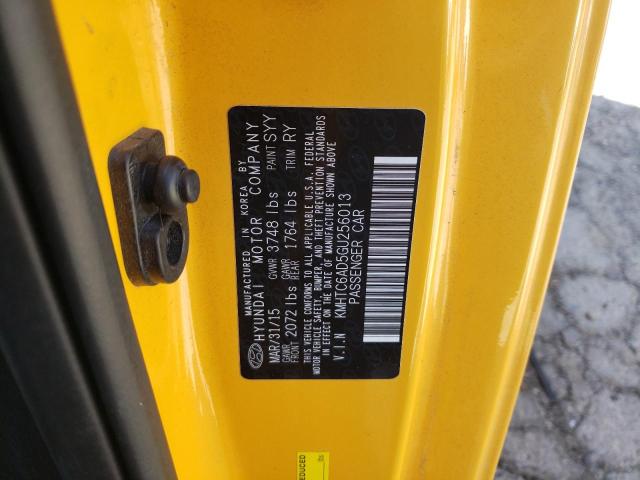 MANUFACTURED IN KOREA BY
HYUNDAI MOTOR COMPANY
MAR/31/15 GVWR 3748 lbs PAINT SYY
GAWR FRONT 2072 lbs GAWR REAR 1764 lbs TRIM RY
THIS VEHICLE CONFORMS TO ALL APPLICABLE U.S.A. FEDERAL
MOTOR VEHICLE SAFETY, BUMPER, AND THEFT PREVENTION STANDARDS
IN EFFECT ON THE DATE OF MANUFACTURE SHOWN ABOVE
V.I.N KMHTC6AD5GU256013
PASSENGER CAR
REDUCED
lbs